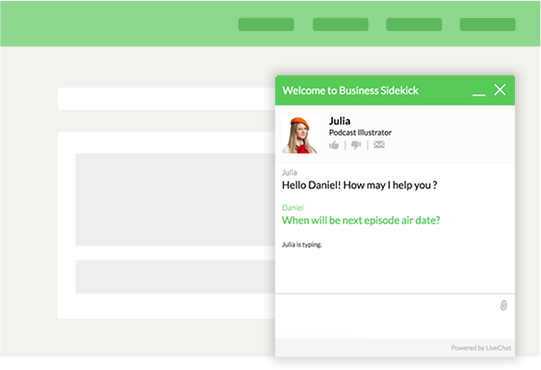 Welcome to Business Sidekick
Julia
Podcast Illustrator
Julia
Hello Daniel! How may I help you ?
Daniel
When will be next episode air date?
Julia is typing.
Powered by LiveChat